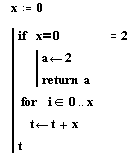 x := 0
if x=0 = 2
a←2
return a
for i∈0..x
t←t + x
t